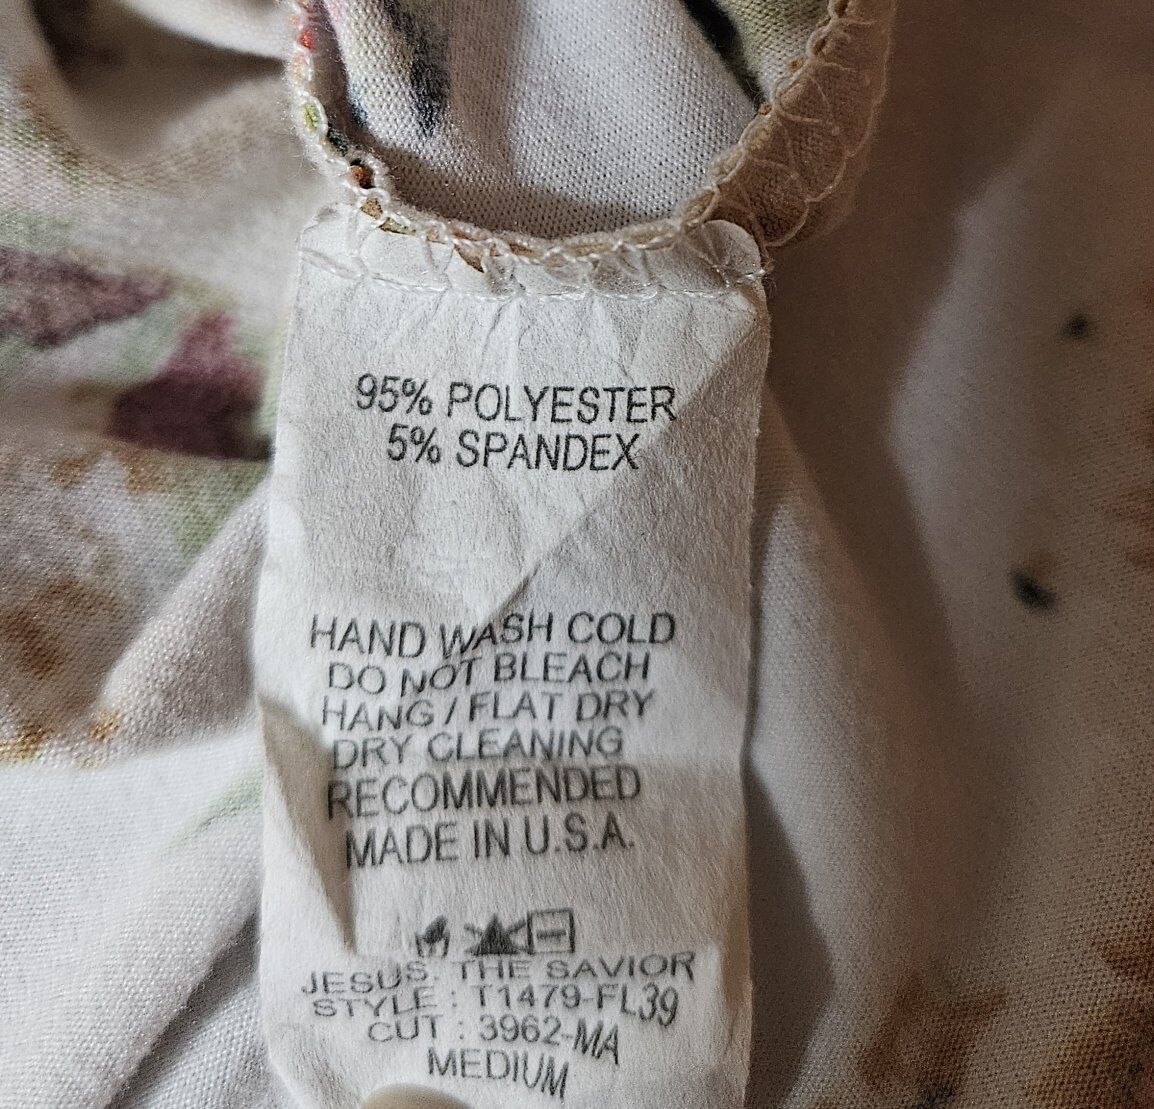 95% POLYESTER
5% SPANDEX
HAND WASH COLD
DO NOT BLEACH
HANG / FLAT DRY
DRY CLEANING
RECOMMENDED
MADE IN U.S.A.
JESUS, THE SAVIOR
STYLE : T1479-FL39
CUT : 3962-MA
MEDIUM